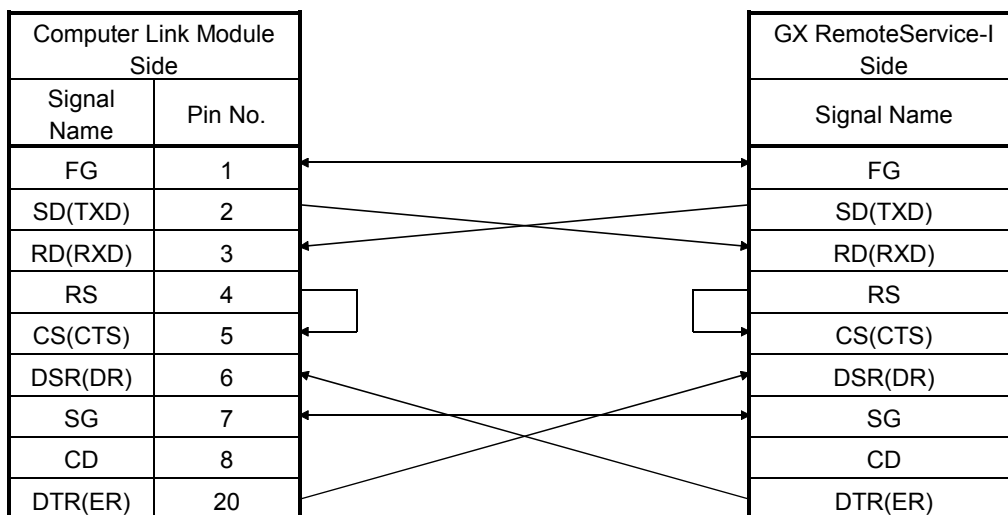 Computer Link Module
Side
GX RemoteService-I
Side
Signal
Name
Pin No.
Signal Name
FG 1 FG
SD(TXD) 2 SD(TXD)
RD(RXD) 3 RD(RXD)
RS 4 RS
CS(CTS) 5 CS(CTS)
DSR(DR) 6 DSR(DR)
SG 7 SG
CD 8 CD
DTR(ER) 20 DTR(ER)